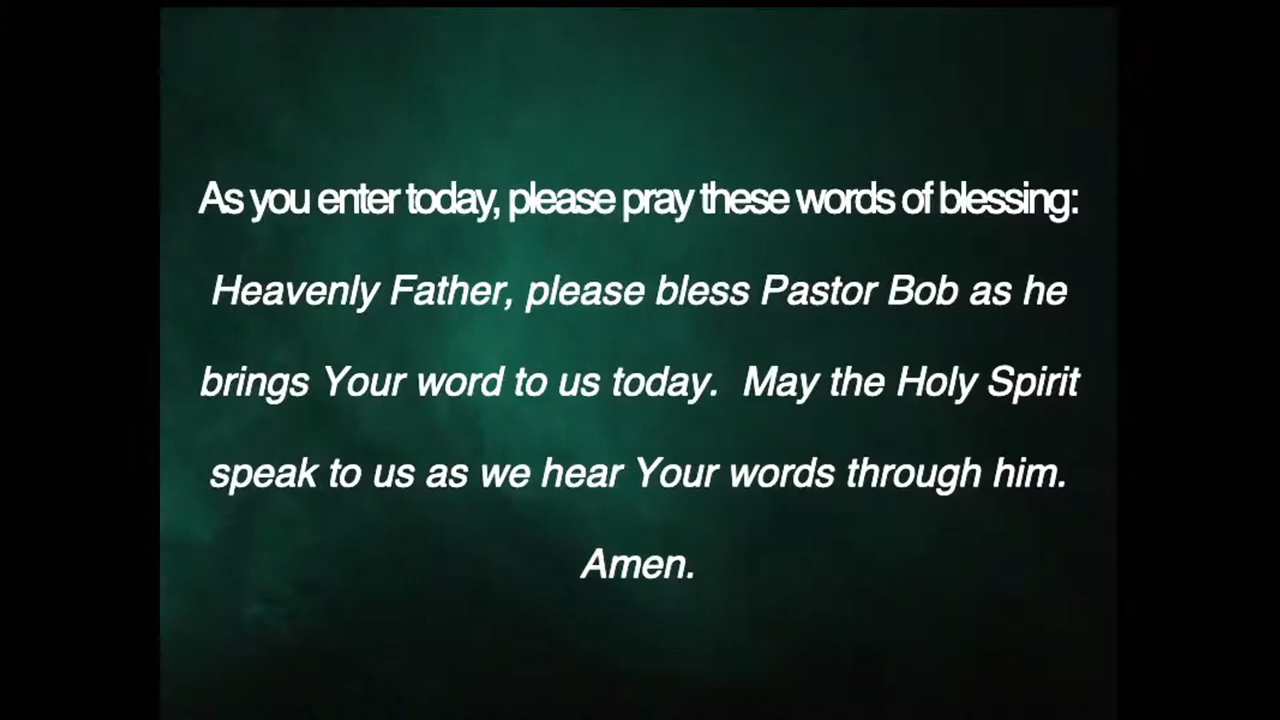 As you enter today, please pray these words of blessing:
Heavenly Father, please bless Pastor Bob as he
brings Your word to us today.  May the Holy Spirit
speak to us as we hear Your words through him.
Amen.